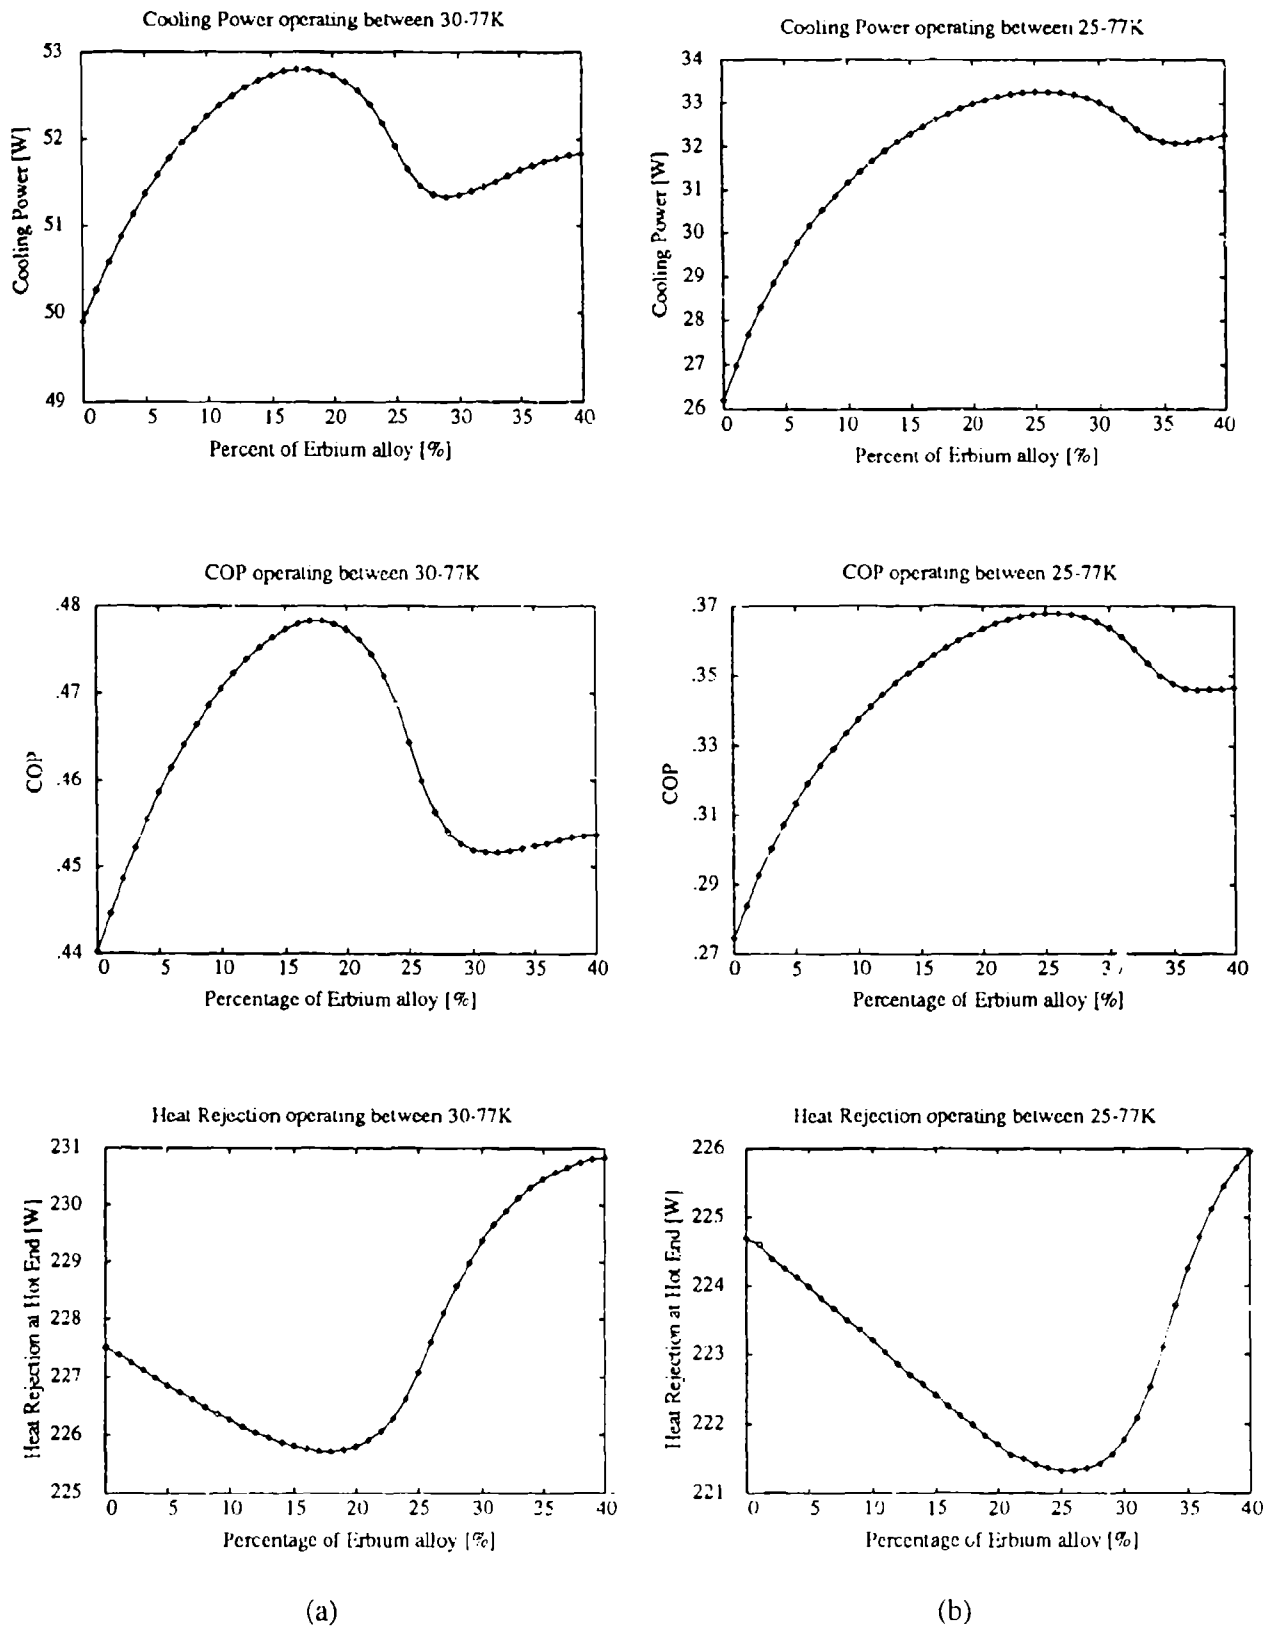 Cooling Power operating between 30-77K
Cooling Power [W]
53
52
51
50
49
0 5 10 15 20 25 30 35 40
Percent of Erbium alloy [%]
Cooling Power operating between 25-77K
Cooling Power [W]
34
33
32
31
30
29
28
27
26
0 5 10 15 20 25 30 35 40
Percent of Erbium alloy [%]
COP operating between 30-77K
COP
.48
.47
.46
.45
.44
0 5 10 15 20 25 30 35 40
Percentage of Erbium alloy [%]
COP operating between 25-77K
COP
.37
.35
.33
.31
.29
.27
0 5 10 15 20 25 35 40
Percentage of Erbium alloy [%]
Heat Rejection operating between 30-77K
Heat Rejection at Hot End [W]
231
230
229
228
227
226
225
0 5 10 15 20 25 30 35 40
Percentage of Erbium alloy [%]
Heat Rejection operating between 25-77K
Heat Rejection at Hot End [W]
226
225
224
223
222
221
0 5 10 15 20 25 30 35 40
Percentage of Erbium alloy [%]
(a)
(b)